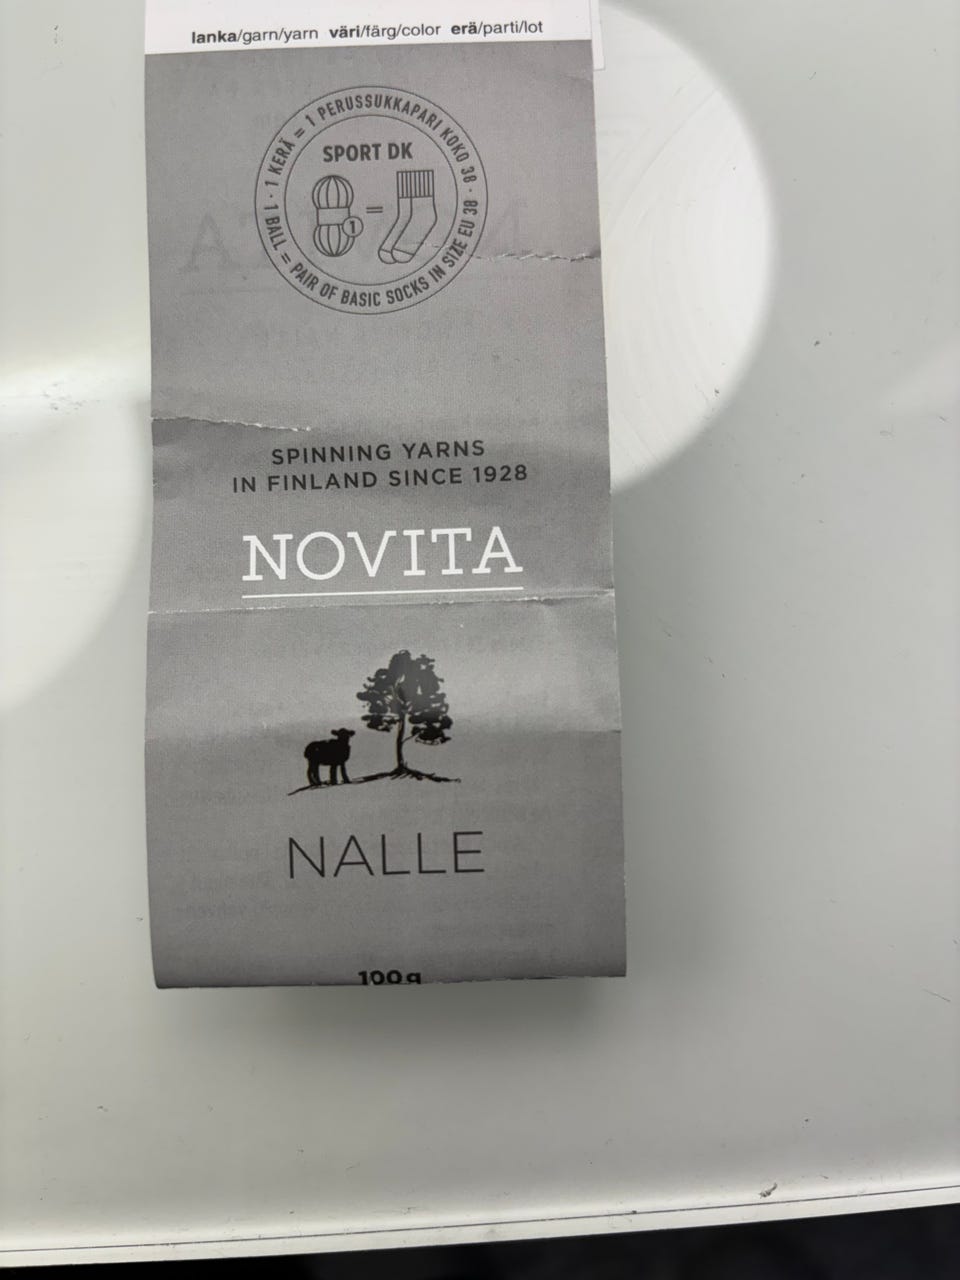 lanka/garn/yarn väri/färg/color erä/parti/lot
1 KERÄ = 1 PERUSSUKKAPARI KOKO 38 ·
1 BALL = PAIR OF BASIC SOCKS IN SIZE EU 38 ·
SPORT DK
1
=
SPINNING YARNS
IN FINLAND SINCE 1928
NOVITA
NALLE
100g